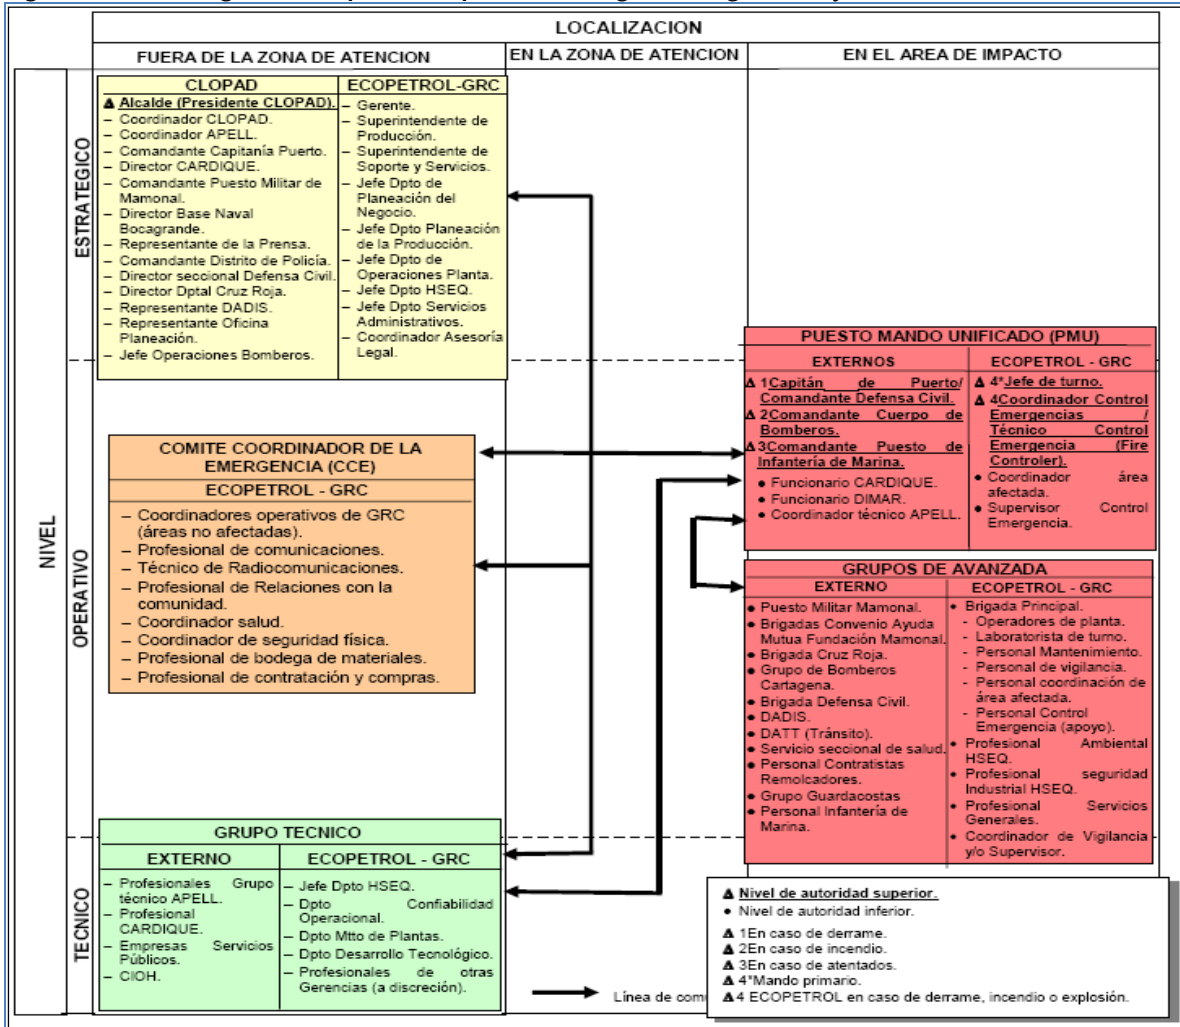 LOCALIZACION
FUERA DE LA ZONA DE ATENCION
EN LA ZONA DE ATENCION
EN EL AREA DE IMPACTO
NIVEL
ESTRATEGICO
CLOPAD
Alcalde (Presidente CLOPAD).
– Coordinador CLOPAD.
– Coordinador APELL.
– Comandante Capitanía Puerto.
– Director CARDIQUE.
– Comandante Puesto Militar de
Mamonal.
– Director Base Naval
Bocagrande.
– Representante de la Prensa.
– Comandante Distrito de Policía.
– Director seccional Defensa Civil.
– Director Dptal Cruz Roja.
– Representante DADIS.
– Representante Oficina
Planeación.
– Jefe Operaciones Bomberos.
ECOPETROL-GRC
– Gerente.
– Superintendente de
Producción.
– Superintendente de
Soporte y Servicios.
– Jefe Dpto de
Planeación del
Negocio.
– Jefe Dpto Planeación
de la Producción.
– Jefe Dpto de
Operaciones Planta.
– Jefe Dpto HSEQ.
– Jefe Dpto Servicios
Administrativos.
– Coordinador Asesoría
Legal.
PUESTO MANDO UNIFICADO (PMU)
EXTERNOS
1Capitán de Puerto/
Comandante Defensa Civil.
2Comandante Cuerpo de
Bomberos.
3Comandante Puesto de
Infantería de Marina.
● Funcionario CARDIQUE.
● Funcionario DIMAR.
● Coordinador técnico APELL.
ECOPETROL - GRC
4*Jefe de turno.
4Coordinador Control
Emergencias /
Técnico Control
Emergencia (Fire
Controler).
● Coordinador área
afectada.
● Supervisor Control
Emergencia.
OPERATIVO
COMITE COORDINADOR DE LA
EMERGENCIA (CCE)
ECOPETROL - GRC
– Coordinadores operativos de GRC
(áreas no afectadas).
– Profesional de comunicaciones.
– Técnico de Radiocomunicaciones.
– Profesional de Relaciones con la
comunidad.
– Coordinador salud.
– Coordinador de seguridad física.
– Profesional de bodega de materiales.
– Profesional de contratación y compras.
GRUPOS DE AVANZADA
EXTERNO
● Puesto Militar Mamonal.
● Brigadas Convenio Ayuda
Mutua Fundación Mamonal.
● Brigada Cruz Roja.
● Grupo de Bomberos
Cartagena.
● Brigada Defensa Civil.
● DADIS.
● DATT (Tránsito).
● Servicio seccional de salud.
● Personal Contratistas
Remolcadores.
● Grupo Guardacostas
● Personal Infantería de
Marina.
ECOPETROL - GRC
● Brigada Principal.
- Operadores de planta.
- Laboratorista de turno.
- Personal Mantenimiento.
- Personal de vigilancia.
- Personal coordinación de
área afectada.
- Personal Control
Emergencia (apoyo).
● Profesional Ambiental
HSEQ.
● Profesional seguridad
Industrial HSEQ.
● Profesional Servicios
Generales.
● Coordinador de Vigilancia
y/o Supervisor.
TECNICO
GRUPO TECNICO
EXTERNO
– Profesionales Grupo
técnico APELL.
– Profesional
CARDIQUE.
– Empresas Servicios
Públicos.
– CIOH.
ECOPETROL - GRC
– Jefe Dpto HSEQ.
– Dpto Confiabilidad
Operacional.
– Dpto Mtto de Plantas.
– Dpto Desarrollo Tecnológico.
– Profesionales de otras
Gerencias (a discreción).
Línea de comu
Nivel de autoridad superior.
● Nivel de autoridad inferior.
1En caso de derrame.
2En caso de incendio.
3En caso de atentados.
4*Mando primario.
4 ECOPETROL en caso de derrame, incendio o explosión.